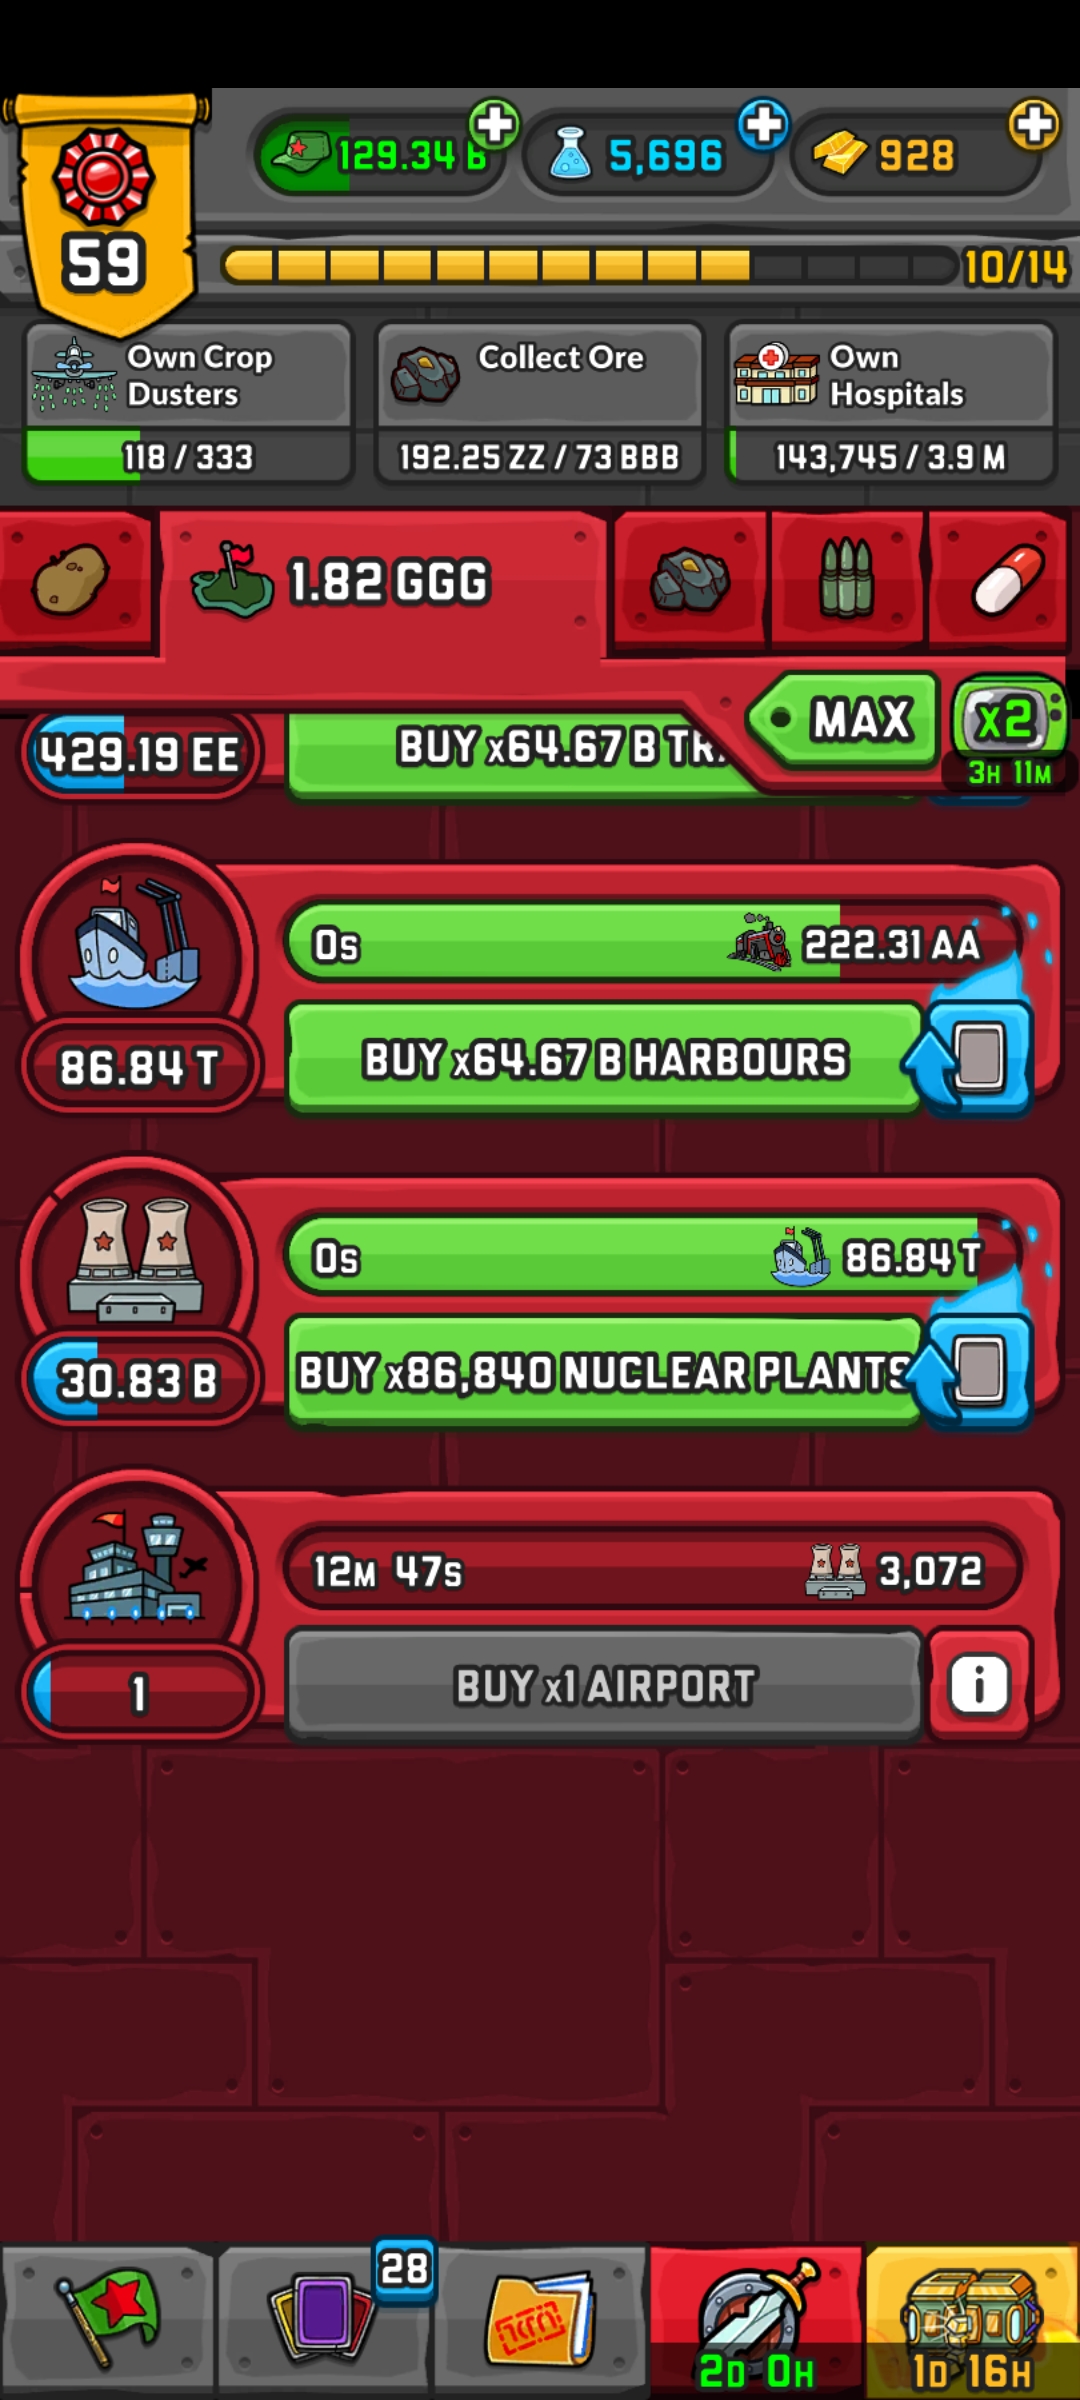 59
129.34 B
5,696
928
10/14
Own Crop
Dusters
118 / 333
Collect Ore
192.25 ZZ / 73 BBB
Own
Hospitals
143,745 / 3.9 M
1.82 GGG
MAX
x2
3H 11M
429.19 EE
BUY x64.67 B
0s
222.31 AA
86.84 T
BUY x64.67 B HARBOURS
0s
86.84 T
30.83 B
BUY x86,840 NUCLEAR PLANTS
12M 47s
3,072
1
BUY x1 AIRPORT
i
28
2D 0H
1D 16H